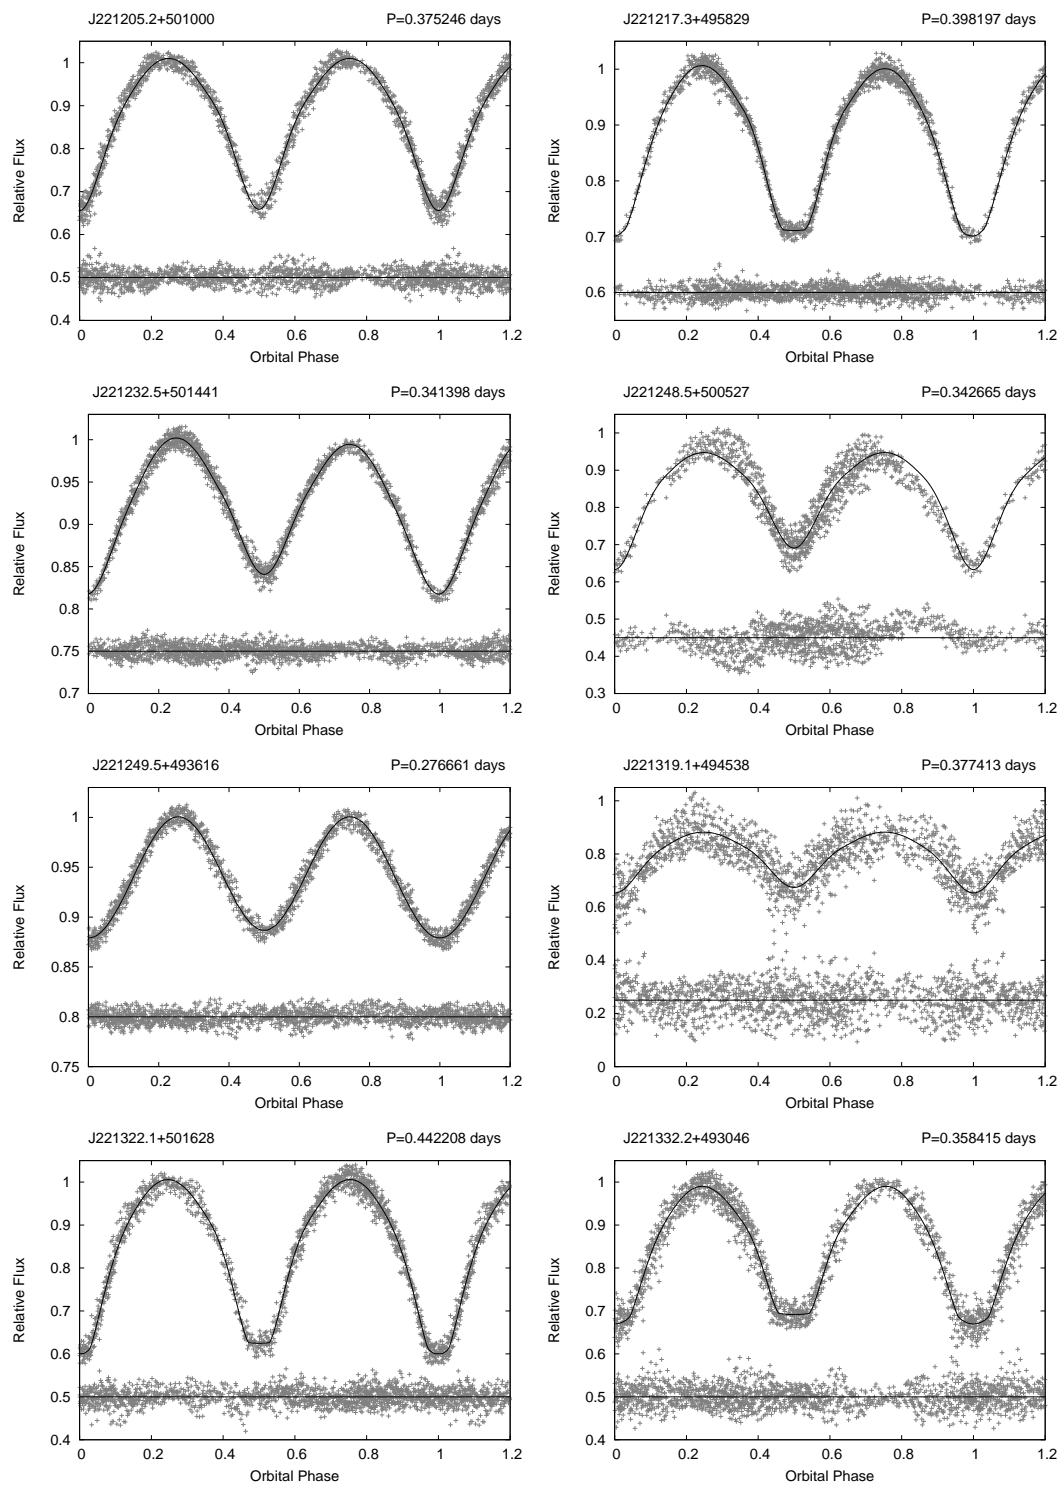 J221205.2+501000 P=0.375246 days
1
0.9
0.8
0.7
0.6
0.5
0.4
Relative Flux
0 0.2 0.4 0.6 0.8 1 1.2
Orbital Phase
J221217.3+495829 P=0.398197 days
1
0.9
0.8
0.7
0.6
Relative Flux
0 0.2 0.4 0.6 0.8 1 1.2
Orbital Phase
J221232.5+501441 P=0.341398 days
1
0.95
0.9
0.85
0.8
0.75
0.7
Relative Flux
0 0.2 0.4 0.6 0.8 1 1.2
Orbital Phase
J221248.5+500527 P=0.342665 days
1
0.9
0.8
0.7
0.6
0.5
0.4
0.3
Relative Flux
0 0.2 0.4 0.6 0.8 1 1.2
Orbital Phase
J221249.5+493616 P=0.276661 days
1
0.95
0.9
0.85
0.8
0.75
Relative Flux
0 0.2 0.4 0.6 0.8 1 1.2
Orbital Phase
J221319.1+494538 P=0.377413 days
1
0.8
0.6
0.4
0.2
0
Relative Flux
0 0.2 0.4 0.6 0.8 1 1.2
Orbital Phase
J221322.1+501628 P=0.442208 days
1
0.9
0.8
0.7
0.6
0.5
0.4
Relative Flux
0 0.2 0.4 0.6 0.8 1 1.2
Orbital Phase
J221332.2+493046 P=0.358415 days
1
0.9
0.8
0.7
0.6
0.5
0.4
Relative Flux
0 0.2 0.4 0.6 0.8 1 1.2
Orbital Phase